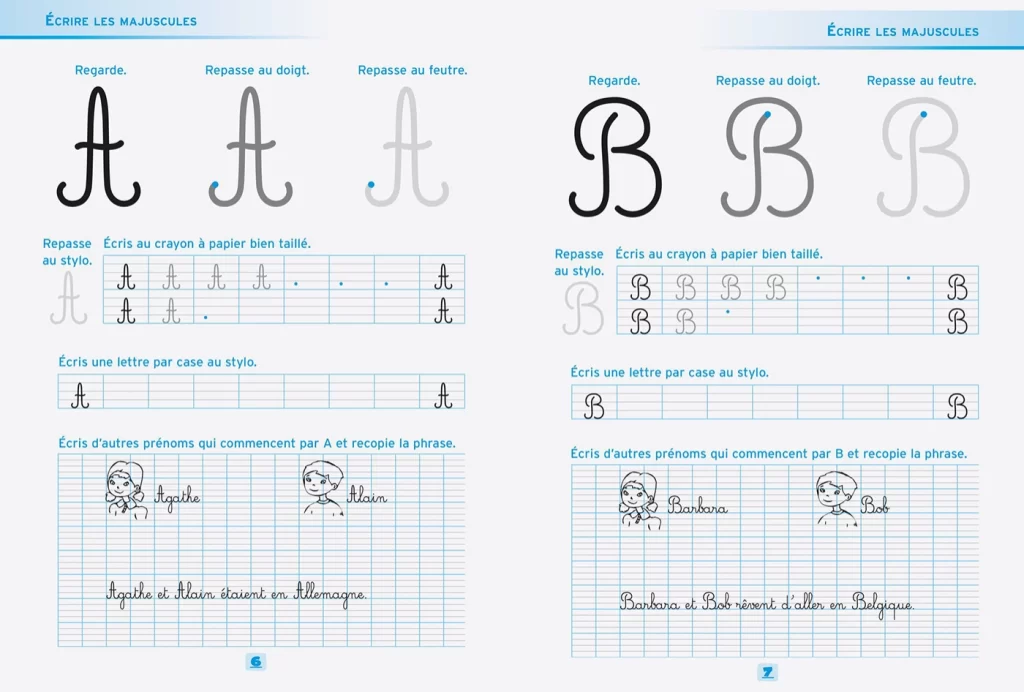 ÉCRIRE LES MAJUSCULES
Regarde. Repasse au doigt. Repasse au feutre.
A A A
Repasse au stylo.
Écris au crayon à papier bien taillé.
A
A A A A A
A A A
Écris une lettre par case au stylo.
A A
Écris d'autres prénoms qui commencent par A et recopie la phrase.
Agathe Alain
Agathe et Alain étaient en Allemagne.
6
ÉCRIRE LES MAJUSCULES
Regarde. Repasse au doigt. Repasse au feutre.
B B B
Repasse au stylo.
Écris au crayon à papier bien taillé.
B
B B B B B
B B B
Écris une lettre par case au stylo.
B B
Écris d'autres prénoms qui commencent par B et recopie la phrase.
Barbara Bob
Barbara et Bob rêvent d'aller en Belgique.
7